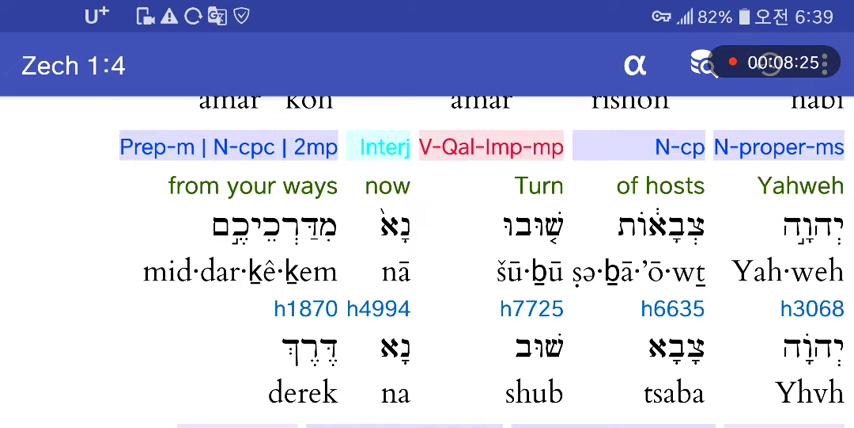 U+ 82% 오전 6:39
Zech 1:4 α 00:08:25
amar koh amar rishon nabi
Prep-m | N-cpc | 2mp Interj V-Qal-Imp-mp N-cp N-proper-ms
from your ways now Turn of hosts Yahweh
יְהוָ֣ה צְבָא֔וֹת שׁ֤וּבוּ נָא֙ מִדַּרְכֵיכֶ֣ם
mid·dar·ḵê·ḵem nā šū·ḇū ṣə·ḇā·’ō·wṯ Yah·weh
h1870 h4994 h7725 h6635 h3068
יְהוָֹה צָבָא שׁוּב נָא דֶּרֶךְ
derek na shub tsaba Yhvh